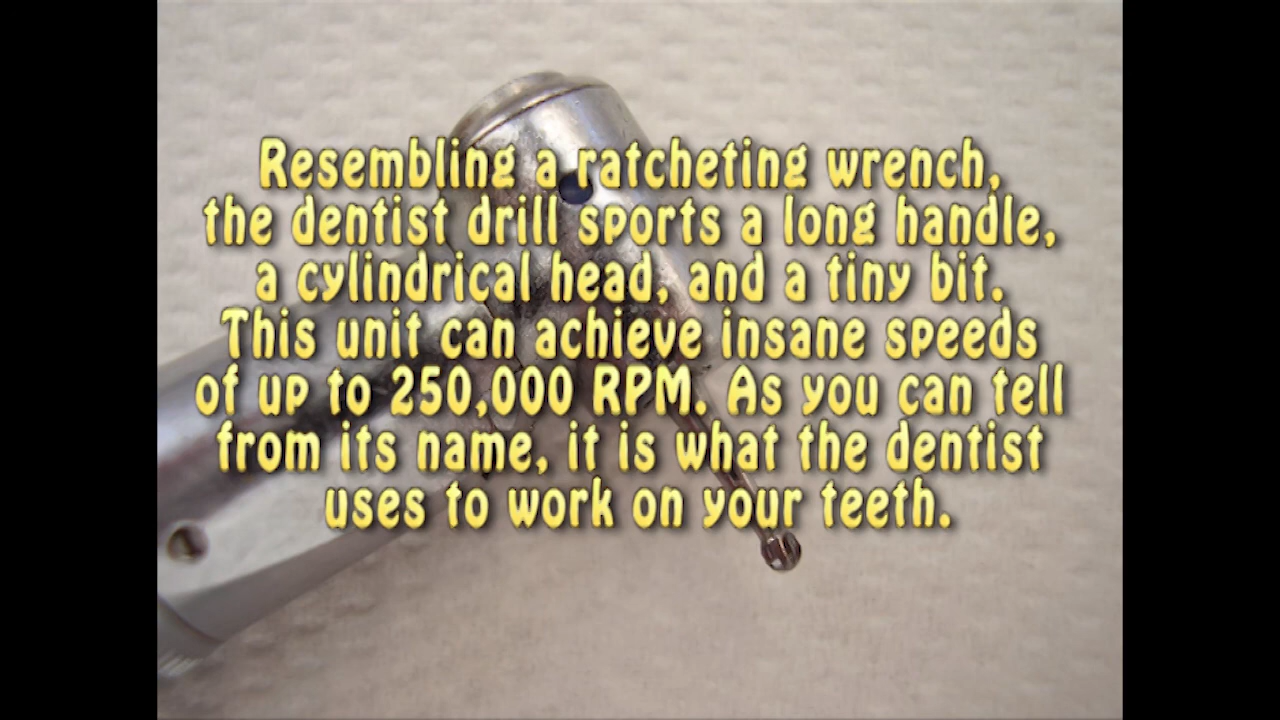 Resembling a ratcheting wrench,
the dentist drill sports a long handle,
a cylindrical head, and a tiny bit.
This unit can achieve insane speeds
of up to 250,000 RPM. As you can tell
from its name, it is what the dentist
uses to work on your teeth.